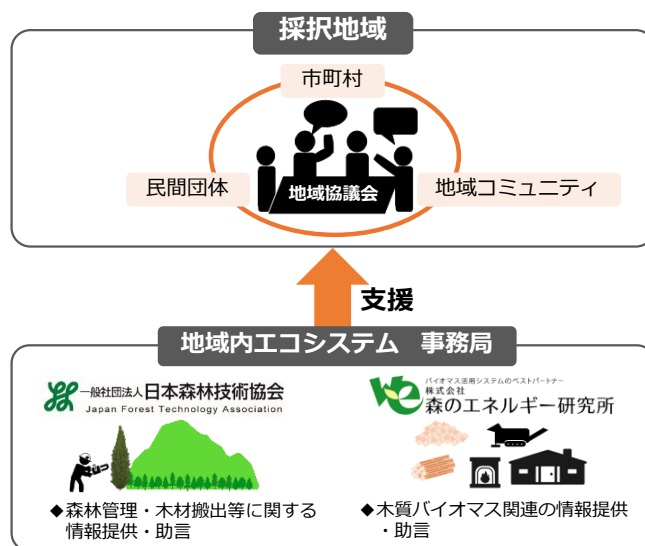 採択地域
市町村
民間団体
地域協議会
地域コミュニティ
支援
地域内エコシステム　事務局
一般社団法人日本森林技術協会
Japan Forest Technology Association
バイオマス活用システムのベストパートナー
株式会社
森のエネルギー研究所
◆森林管理・木材搬出等に関する
情報提供・助言
◆木質バイオマス関連の情報提供
・助言